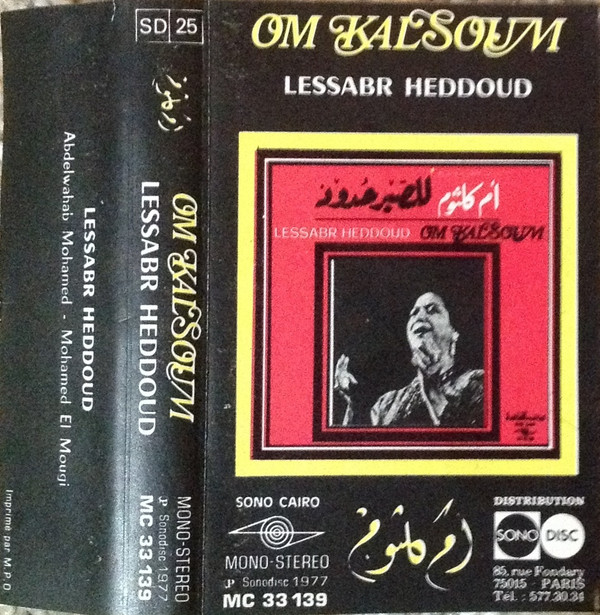 Imprimé par M.P.O
Abdelwahab Mohamed - Mohamed El Mougi
LESSABR HEDDOUD
SD 25
أم كلثوم
OM KALSOUM
LESSABR HEDDOUD
MONO-STEREO
℗ Sonodisc 1977
MC 33 139
OM KALSOUM
LESSABR HEDDOUD
أم كلثوم للصبر حدود
LESSABR HEDDOUD OM KALSOUM
SONO CAIRO
MONO-STEREO
℗ Sonodisc 1977
MC 33 139
أم كلثوم
DISTRIBUTION
SONO DISC
85, rue Fondary
75015 - PARIS
Tél. : 577.30.34